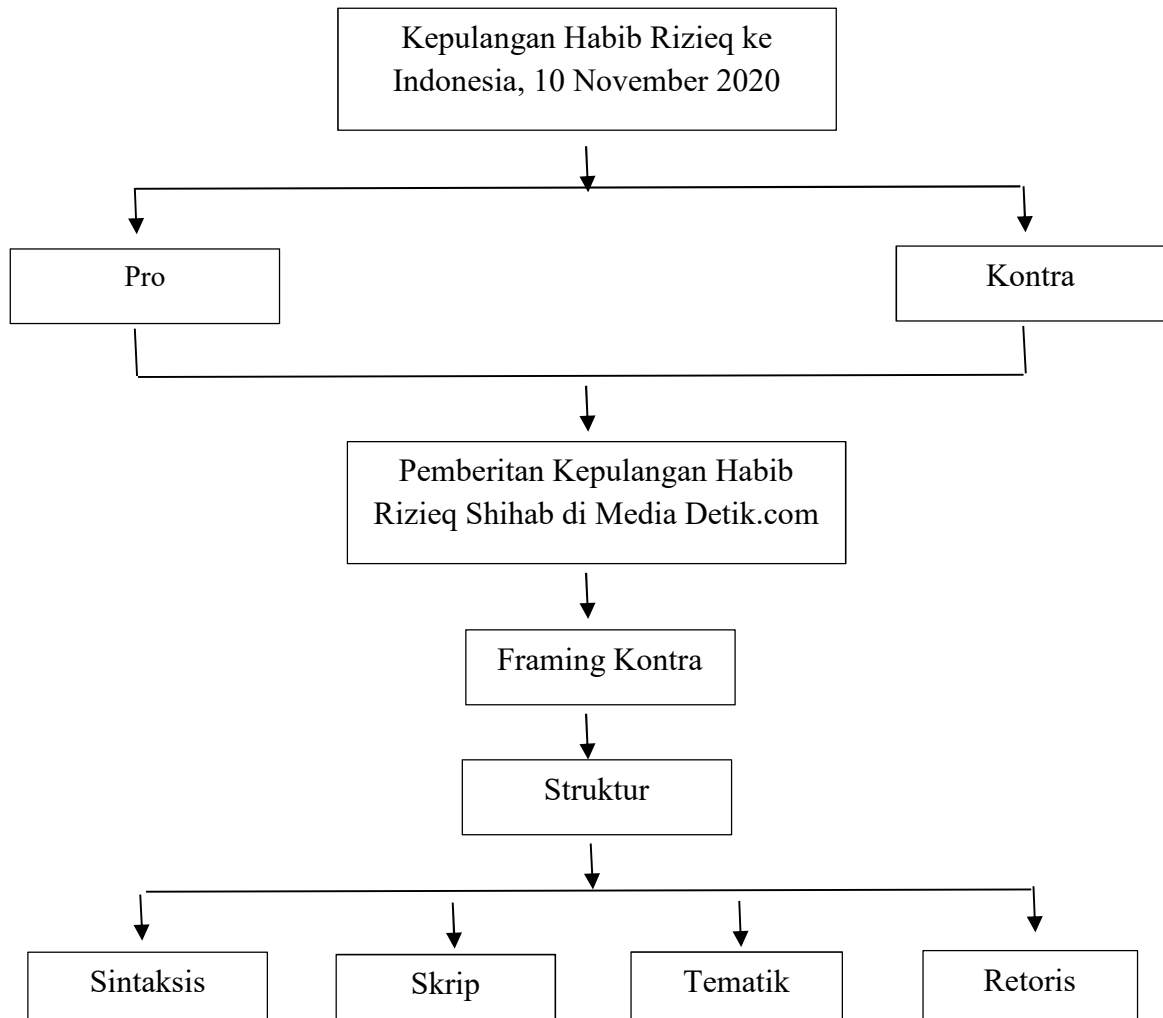 Kepulangan Habib Rizieq ke
Indonesia, 10 November 2020
Pro
Kontra
Pemberitan Kepulangan Habib
Rizieq Shihab di Media Detik.com
Framing Kontra
Struktur
Sintaksis
Skrip
Tematik
Retoris